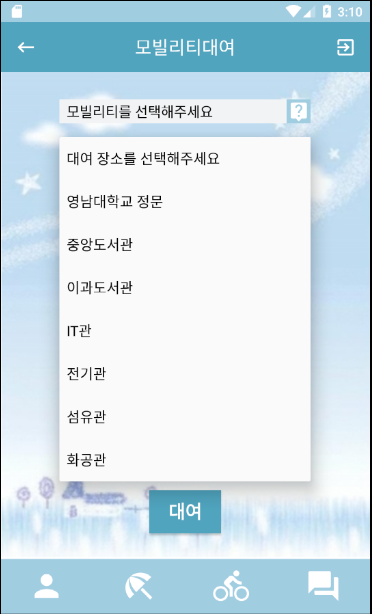 3:10
모빌리티대여
모빌리티를 선택해주세요
대여 장소를 선택해주세요
영남대학교 정문
중앙도서관
이과도서관
IT관
전기관
섬유관
화공관
대여